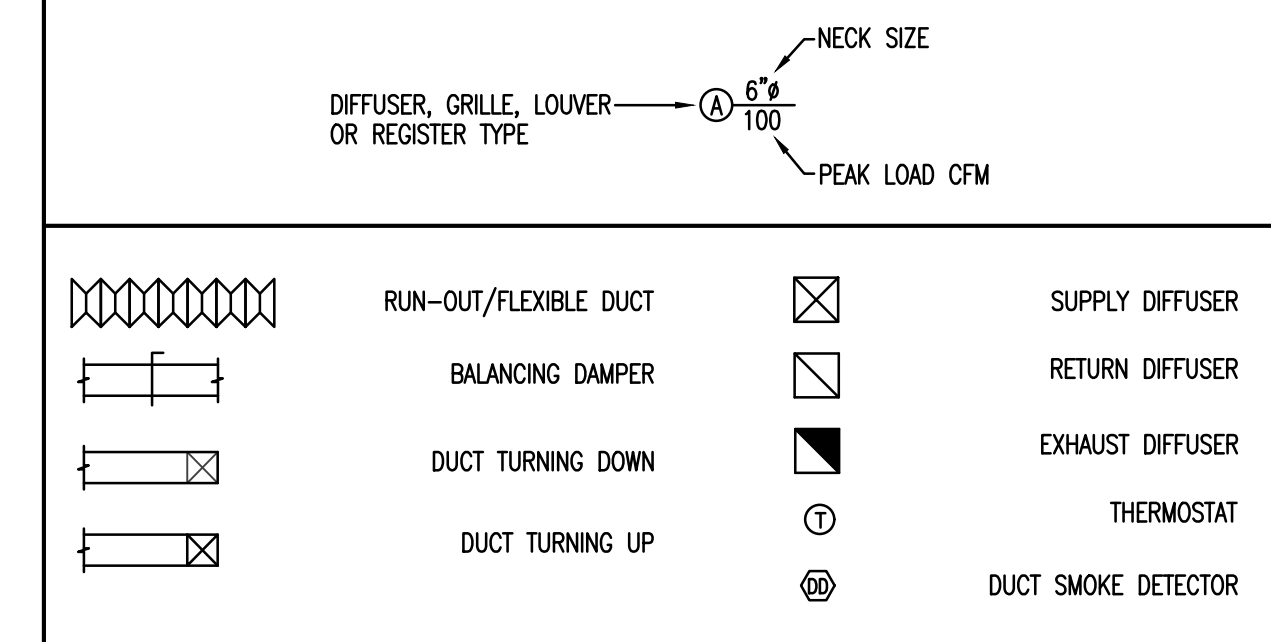 NECK SIZE
DIFFUSER, GRILLE, LOUVER
OR REGISTER TYPE
A
6"ø
100
PEAK LOAD CFM
RUN-OUT/FLEXIBLE DUCT
BALANCING DAMPER
DUCT TURNING DOWN
DUCT TURNING UP
SUPPLY DIFFUSER
RETURN DIFFUSER
EXHAUST DIFFUSER
T
THERMOSTAT
DD
DUCT SMOKE DETECTOR